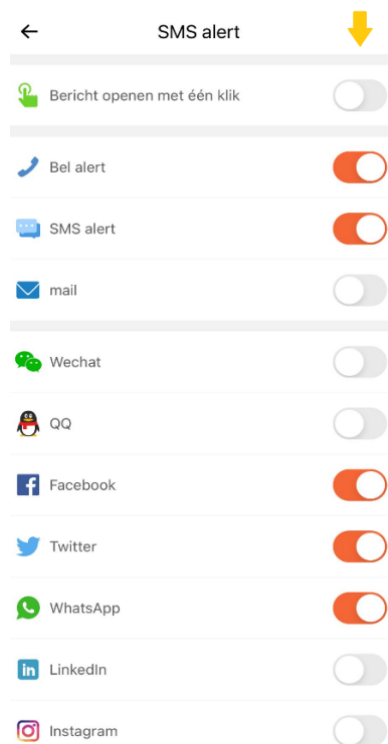 SMS alert
Bericht openen met één klik
Bel alert
SMS alert
mail
Wechat
QQ
Facebook
Twitter
WhatsApp
LinkedIn
Instagram